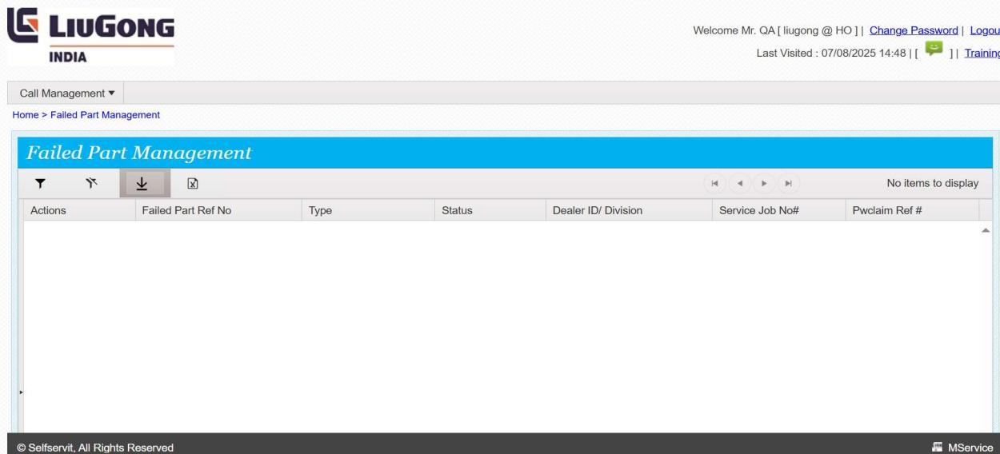 LIUGONG
INDIA
Welcome Mr. QA [ liugong @ HO ] | Change Password | Logou
Last Visited : 07/08/2025 14:48 | [ ] | Training
Call Management ▼
Home > Failed Part Management
Failed Part Management
No items to display
Actions Failed Part Ref No Type Status Dealer ID/ Division Service Job No# Pwclaim Ref #
© Selfservit, All Rights Reserved MService